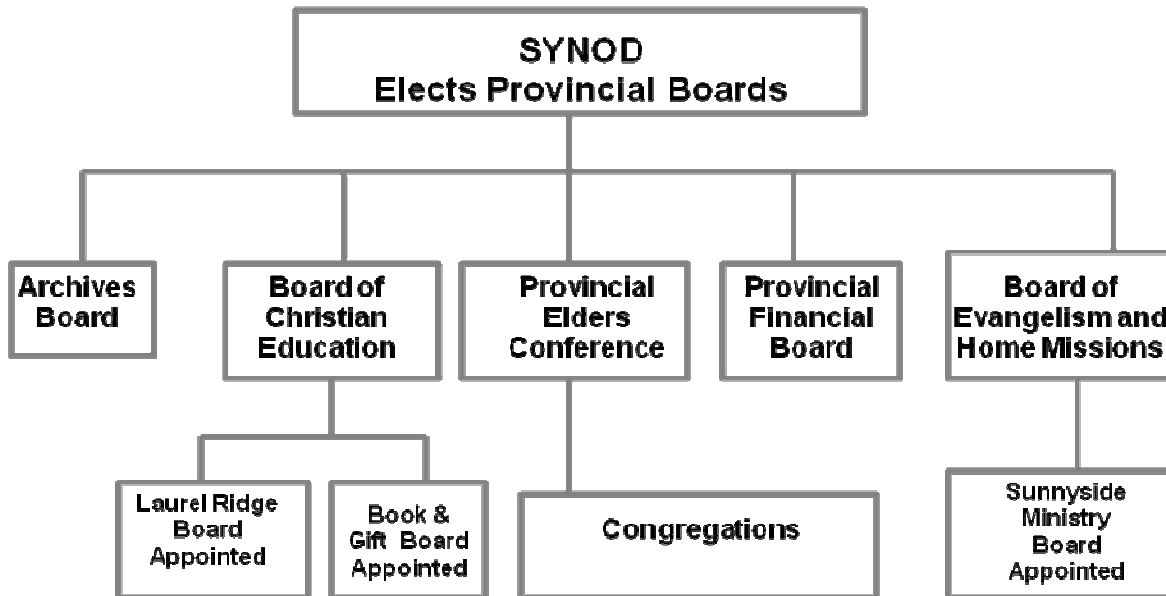 SYNOD
Elects Provincial Boards
Archives
Board
Board of
Christian
Education
Provincial
Elders
Conference
Provincial
Financial
Board
Board of
Evangelism and
Home Missions
Laurel Ridge
Board
Appointed
Book &
Gift Board
Appointed
Congregations
Sunnyside
Ministry
Board
Appointed